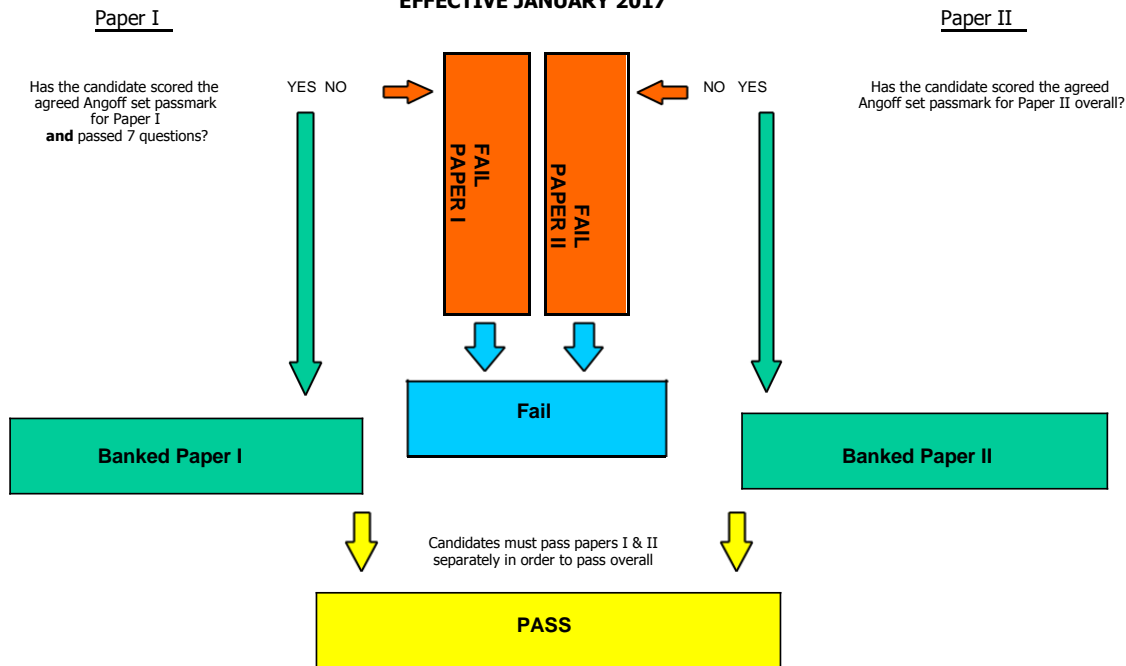 EFFECTIVE JANUARY 2017
Paper I
Paper II
Has the candidate scored the
agreed Angoff set passmark
for Paper I
and passed 7 questions?
YES NO
NO YES
Has the candidate scored the agreed
Angoff set passmark for Paper II overall?
FAIL
PAPER I
FAIL
PAPER II
Fail
Banked Paper I
Banked Paper II
Candidates must pass papers I & II
separately in order to pass overall
PASS